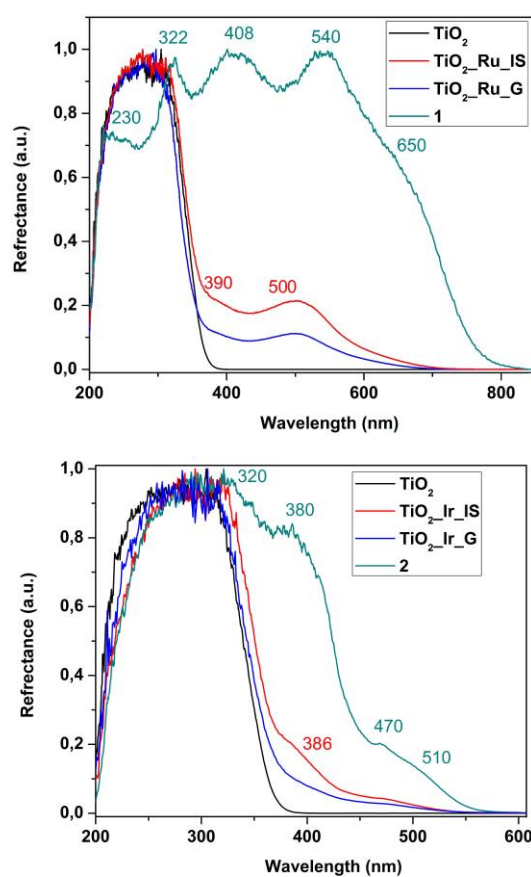 Refrectance (a.u.)
1,0
0,8
0,6
0,4
0,2
0,0
230
322
408
540
650
390
500
TiO₂
TiO₂_Ru_IS
TiO₂_Ru_G
1
200 400 600 800
Wavelength (nm)
Refrectance (a.u.)
1,0
0,8
0,6
0,4
0,2
0,0
320
380
386
470
510
TiO₂
TiO₂_Ir_IS
TiO₂_Ir_G
2
200 300 400 500 600
Wavelength (nm)